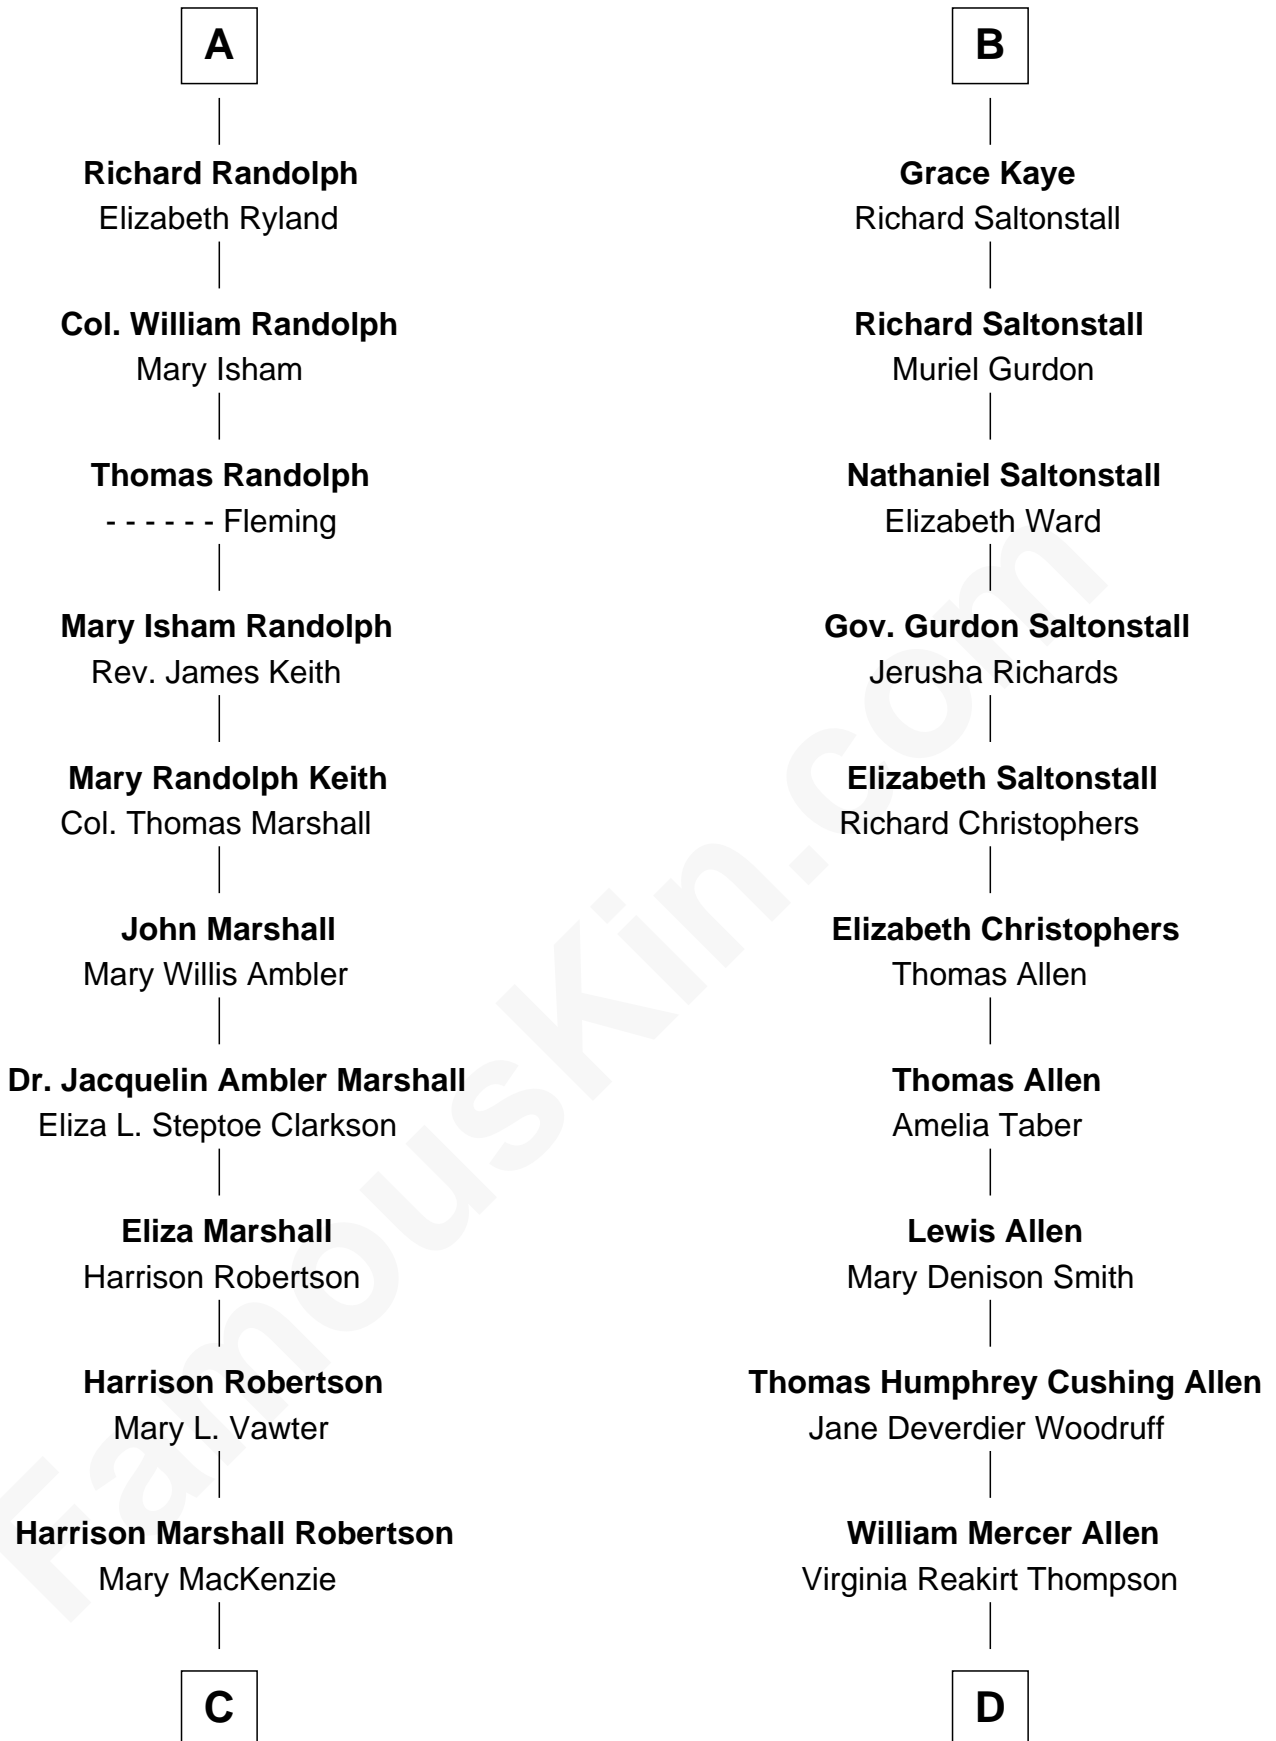 A
Richard Randolph
Elizabeth Ryland
Col. William Randolph
Mary Isham
Thomas Randolph
- - - - - - Fleming
Mary Isham Randolph
Rev. James Keith
Mary Randolph Keith
Col. Thomas Marshall
John Marshall
Mary Willis Ambler
Dr. Jacquelin Ambler Marshall
Eliza L. Steptoe Clarkson
Eliza Marshall
Harrison Robertson
Harrison Robertson
Mary L. Vawter
Harrison Marshall Robertson
Mary MacKenzie
C
B
Grace Kaye
Richard Saltonstall
Richard Saltonstall
Muriel Gurdon
Nathaniel Saltonstall
Elizabeth Ward
Gov. Gurdon Saltonstall
Jerusha Richards
Elizabeth Saltonstall
Richard Christophers
Elizabeth Christophers
Thomas Allen
Thomas Allen
Amelia Taber
Lewis Allen
Mary Denison Smith
Thomas Humphrey Cushing Allen
Jane Deverdier Woodruff
William Mercer Allen
Virginia Reakirt Thompson
D
FamousKin.com